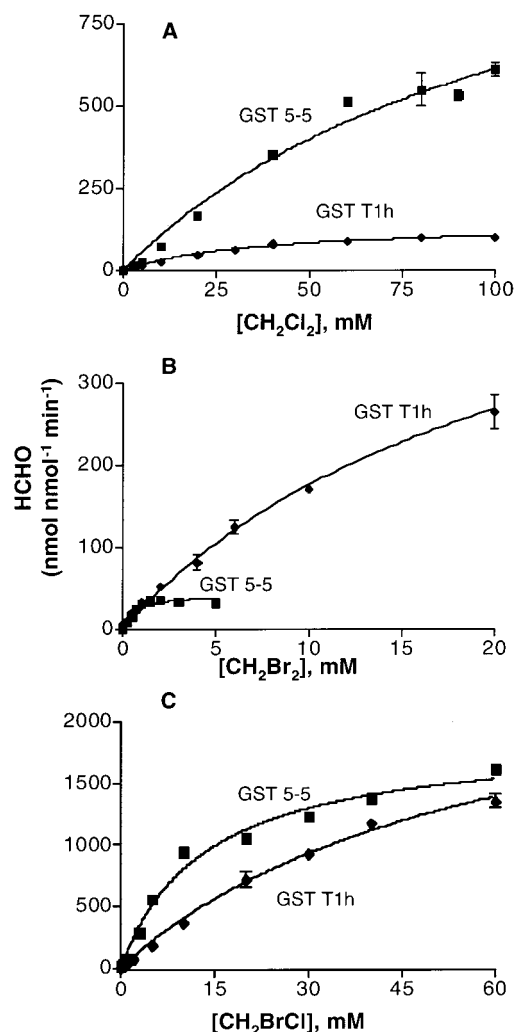 A
750
500
250
0
GST 5-5
GST T1h
0 25 50 75 100
[CH₂Cl₂], mM
B
HCHO
(nmol nmol⁻¹ min⁻¹)
300
200
100
0
GST T1h
GST 5-5
0 5 10 15 20
[CH₂Br₂], mM
C
2000
1500
1000
500
0
GST 5-5
GST T1h
0 15 30 45 60
[CH₂BrCl], mM